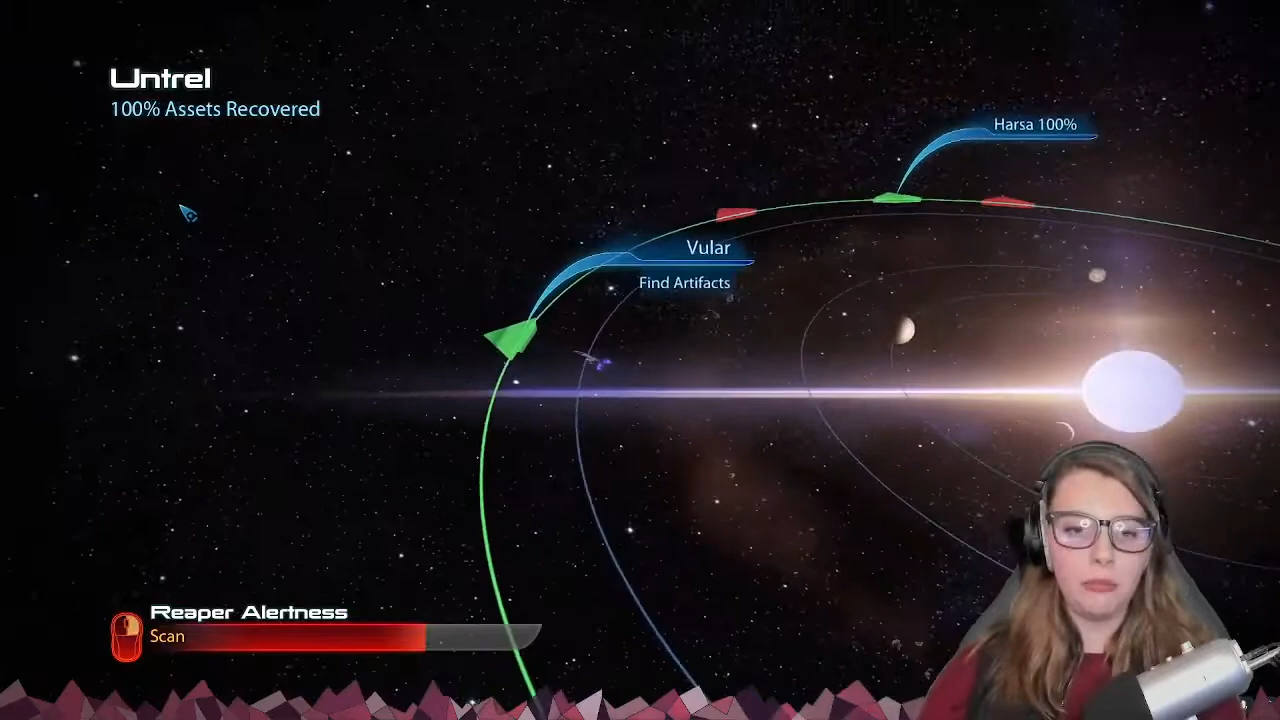 Untrel
100% Assets Recovered
Harsa 100%
Vular
Find Artifacts
Reaper Alertness
Scan